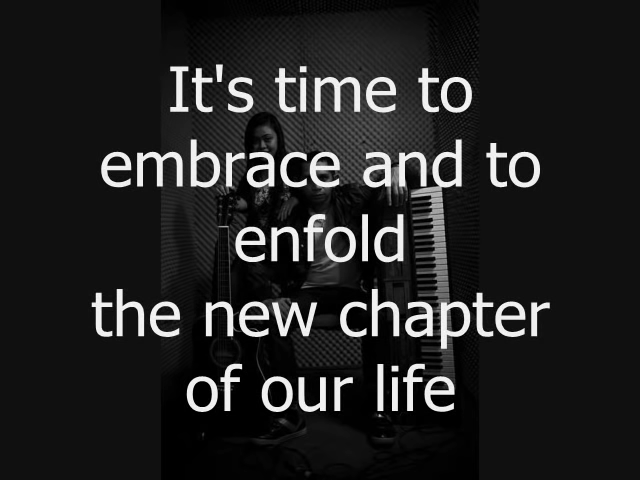 It's time to
embrace and to
enfold
the new chapter
of our life